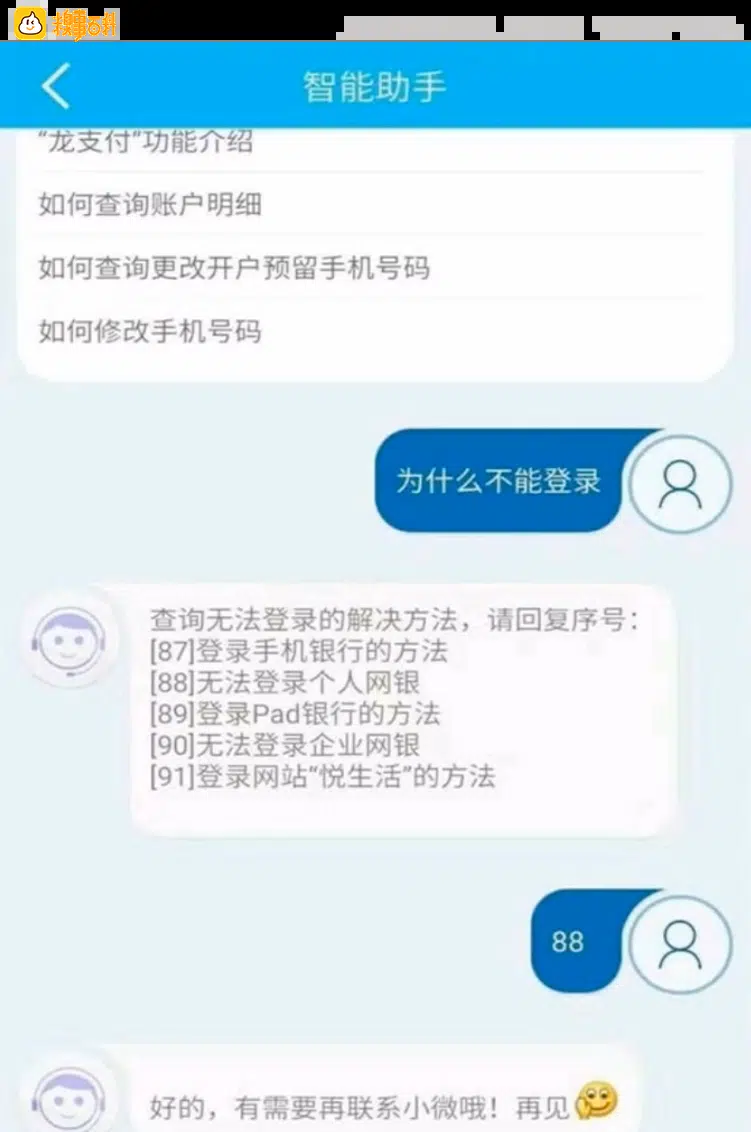 智能助手
“龙支付”功能介绍
如何查询账户明细
如何查询更改开户预留手机号码
如何修改手机号码
为什么不能登录
查询无法登录的解决方法，请回复序号：
[87]登录手机银行的方法
[88]无法登录个人网银
[89]登录Pad银行的方法
[90]无法登录企业网银
[91]登录网站“悦生活”的方法
88
好的，有需要再联系小微哦！再见